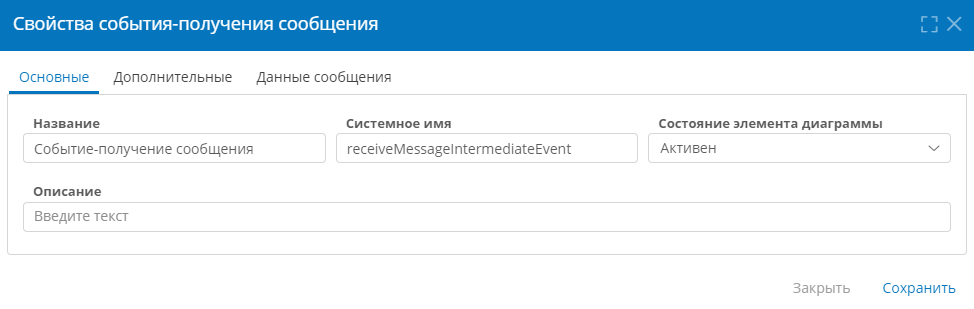 Свойства события-получения сообщения
Основные Дополнительные Данные сообщения
Название Системное имя Состояние элемента диаграммы
Событие-получение сообщения receiveMessageIntermediateEvent Активен
Описание
Введите текст
Закрыть Сохранить